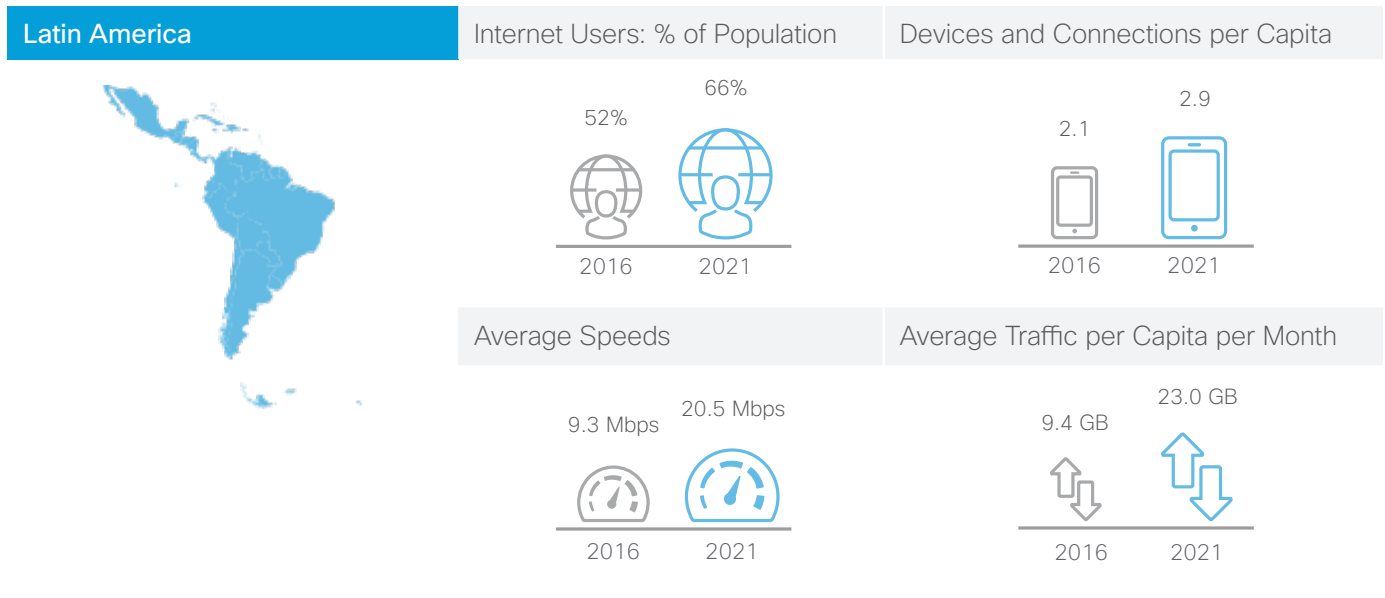 Latin America
Internet Users: % of Population
Devices and Connections per Capita
52%
66%
2016
2021
2.1
2.9
2016
2021
Average Speeds
Average Traffic per Capita per Month
9.3 Mbps
20.5 Mbps
2016
2021
9.4 GB
23.0 GB
2016
2021